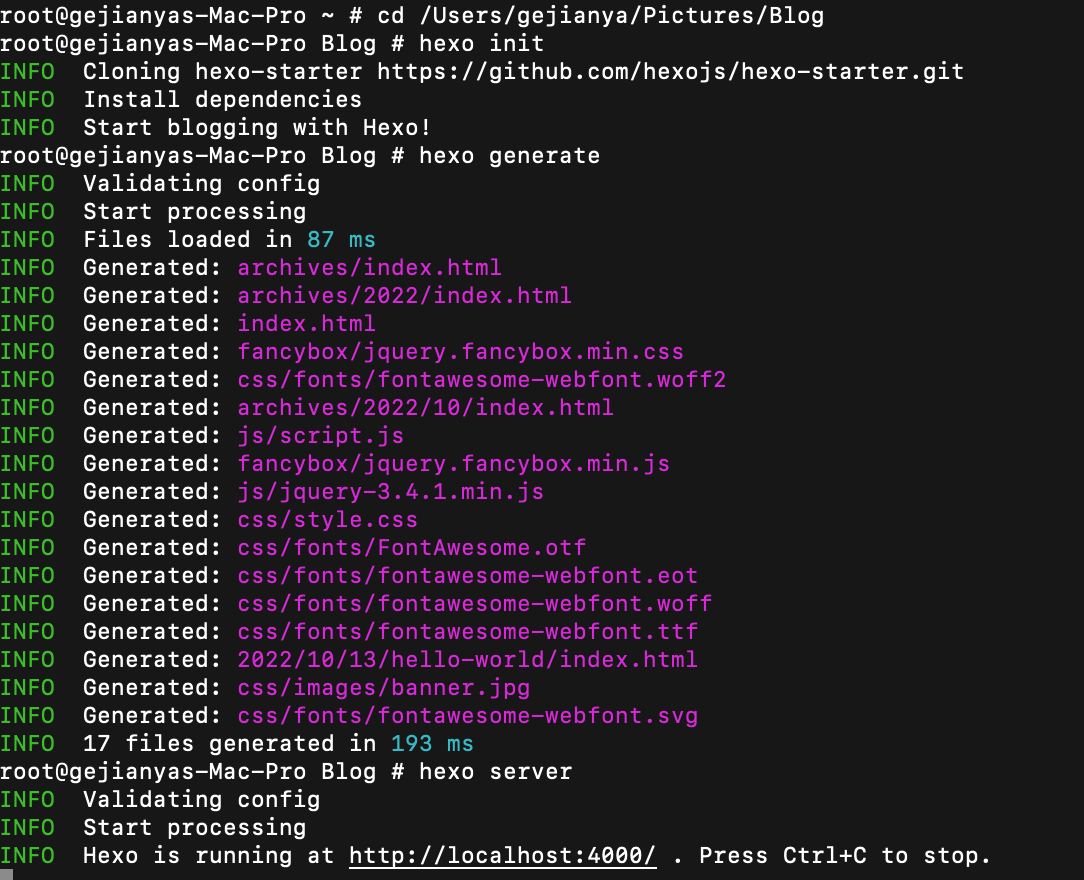 root@gejianyas-Mac-Pro ~ # cd /Users/gejianya/Pictures/Blog
root@gejianyas-Mac-Pro Blog # hexo init
INFO  Cloning hexo-starter https://github.com/hexojs/hexo-starter.git
INFO  Install dependencies
INFO  Start blogging with Hexo!
root@gejianyas-Mac-Pro Blog # hexo generate
INFO  Validating config
INFO  Start processing
INFO  Files loaded in 87 ms
INFO  Generated: archives/index.html
INFO  Generated: archives/2022/index.html
INFO  Generated: index.html
INFO  Generated: fancybox/jquery.fancybox.min.css
INFO  Generated: css/fonts/fontawesome-webfont.woff2
INFO  Generated: archives/2022/10/index.html
INFO  Generated: js/script.js
INFO  Generated: fancybox/jquery.fancybox.min.js
INFO  Generated: js/jquery-3.4.1.min.js
INFO  Generated: css/style.css
INFO  Generated: css/fonts/FontAwesome.otf
INFO  Generated: css/fonts/fontawesome-webfont.eot
INFO  Generated: css/fonts/fontawesome-webfont.woff
INFO  Generated: css/fonts/fontawesome-webfont.ttf
INFO  Generated: 2022/10/13/hello-world/index.html
INFO  Generated: css/images/banner.jpg
INFO  Generated: css/fonts/fontawesome-webfont.svg
INFO  17 files generated in 193 ms
root@gejianyas-Mac-Pro Blog # hexo server
INFO  Validating config
INFO  Start processing
INFO  Hexo is running at http://localhost:4000/ . Press Ctrl+C to stop.